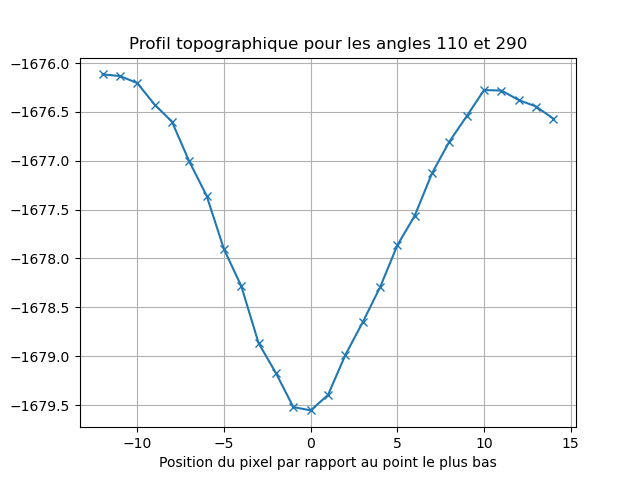 Profil topographique pour les angles 110 et 290
−1676.0
−1676.5
−1677.0
−1677.5
−1678.0
−1678.5
−1679.0
−1679.5
−10 −5 0 5 10 15
Position du pixel par rapport au point le plus bas